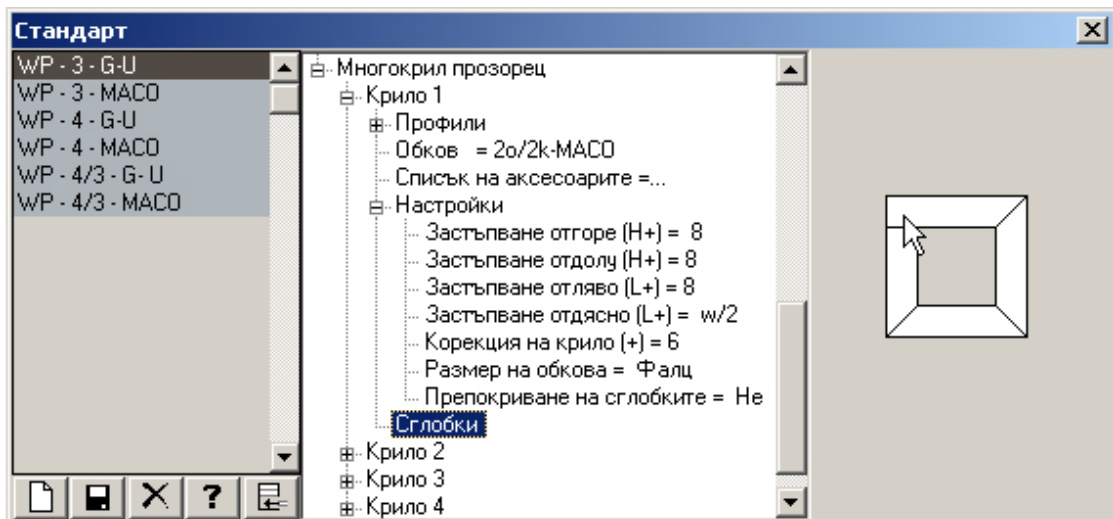 Стандарт
WP - 3 - G-U
WP - 3 - MACO
WP - 4 - G-U
WP - 4 - MACO
WP - 4/3 - G- U
WP - 4/3 - MACO
Многокрил прозорец
Крило 1
Профили
Обков = 2o/2k-MACO
Списък на аксесоарите =...
Настройки
Застъпване отгоре (H+) = 8
Застъпване отдолу (H+) = 8
Застъпване отляво (L+) = 8
Застъпване отдясно (L+) = w/2
Корекция на крило (+) = 6
Размер на обкова = Фалц
Препокриване на сглобките = Не
Сглобки
Крило 2
Крило 3
Крило 4